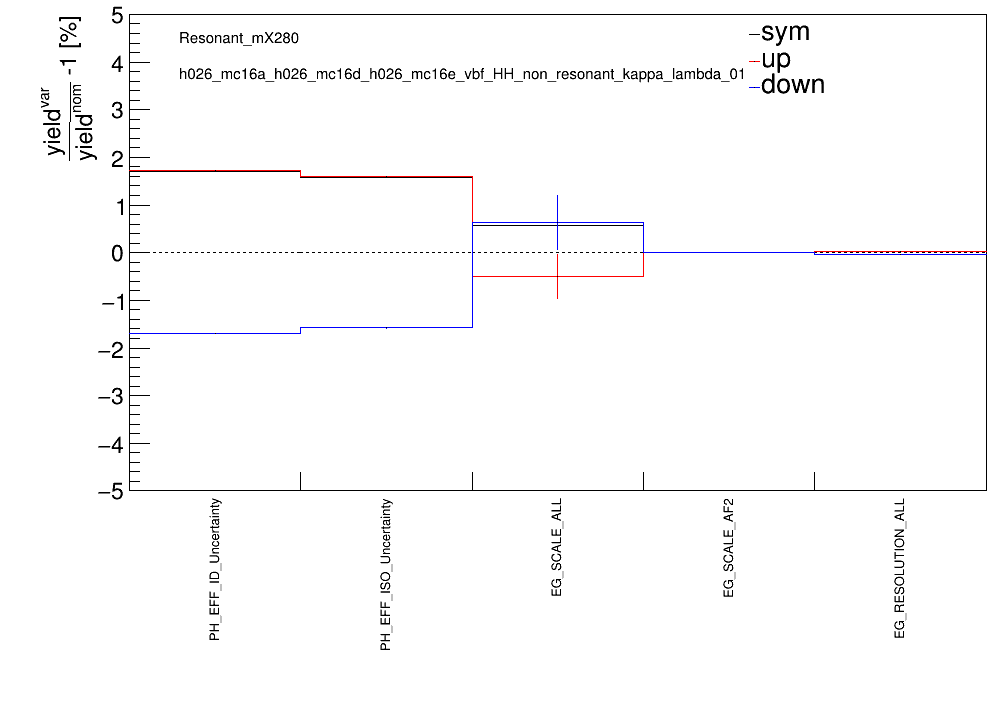 yield^var
yield^nom -1 [%]
5
4
3
2
1
0
−1
−2
−3
−4
−5
Resonant_mX280
h026_mc16a_h026_mc16d_h026_mc16e_vbf_HH_non_resonant_kappa_lambda_01
sym
up
down
PH_EFF_ID_Uncertainty
PH_EFF_ISO_Uncertainty
EG_SCALE_ALL
EG_SCALE_AF2
EG_RESOLUTION_ALL